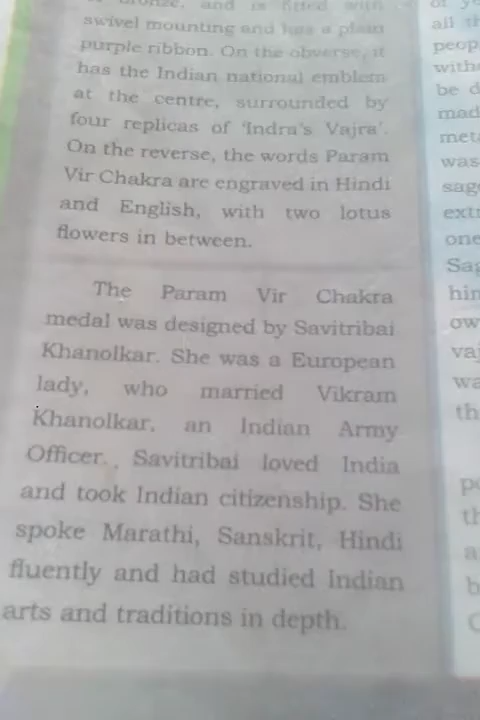 bronze, and is fitted with
swivel mounting and has a plain
purple ribbon. On the obverse, it
has the Indian national emblem
at the centre, surrounded by
four replicas of 'Indra's Vajra'.
On the reverse, the words Param
Vir Chakra are engraved in Hindi
and English, with two lotus
flowers in between.
The Param Vir Chakra
medal was designed by Savitribai
Khanolkar. She was a European
lady, who married Vikram
Khanolkar, an Indian Army
Officer. Savitribai loved India
and took Indian citizenship. She
spoke Marathi, Sanskrit, Hindi
fluently and had studied Indian
arts and traditions in depth.
all
be
was
one